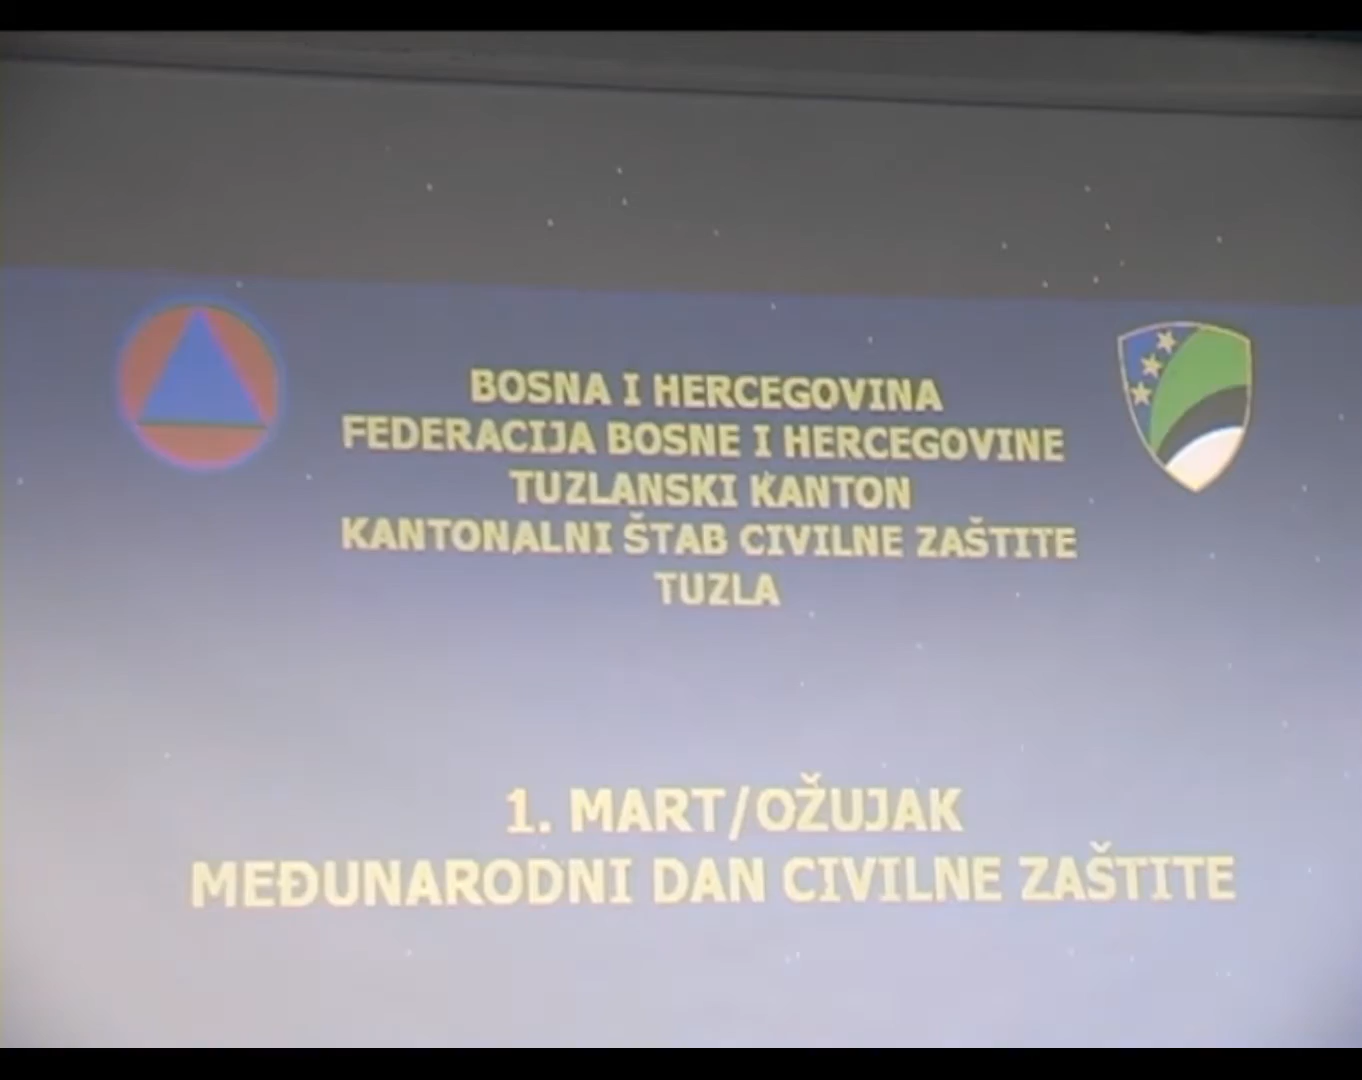 BOSNA I HERCEGOVINA
FEDERACIJA BOSNE I HERCEGOVINE
TUZLANSKI KANTON
KANTONALNI ŠTAB CIVILNE ZAŠTITE
TUZLA
1. MART/OŽUJAK
MEĐUNARODNI DAN CIVILNE ZAŠTITE